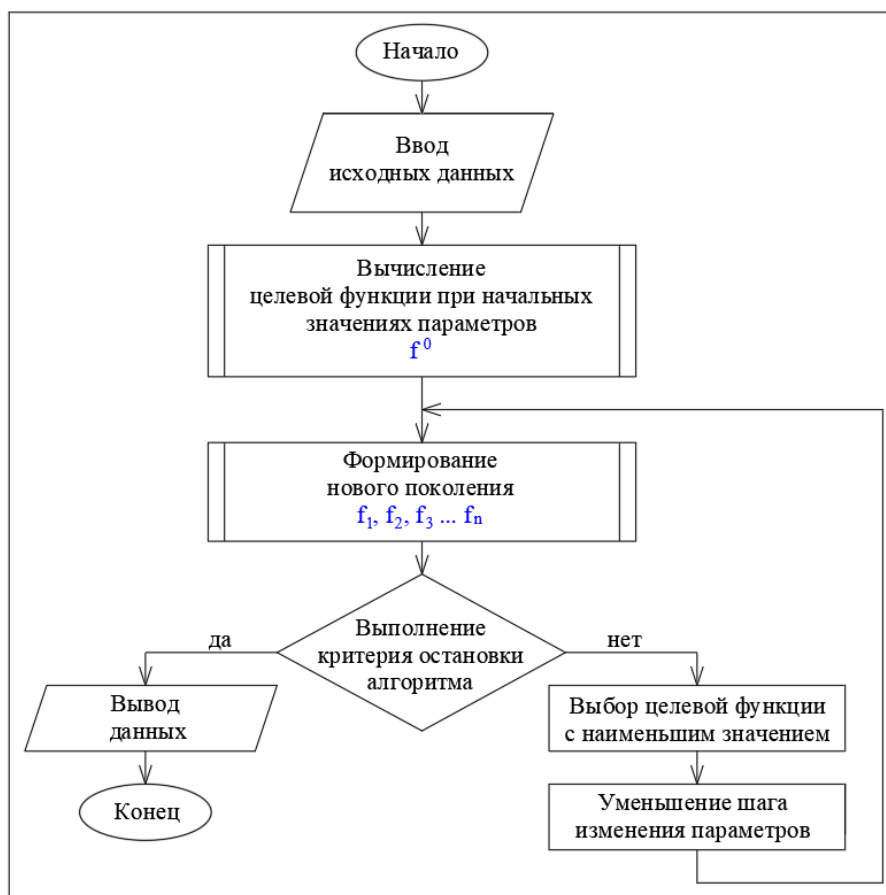 Начало
Ввод
исходных данных
Вычисление
целевой функции при начальных
значениях параметров
f⁰
Формирование
нового поколения
f₁, f₂, f₃ ... fₙ
да
Выполнение
критерия остановки
алгоритма
нет
Вывод
данных
Выбор целевой функции
с наименьшим значением
Конец
Уменьшение шага
изменения параметров